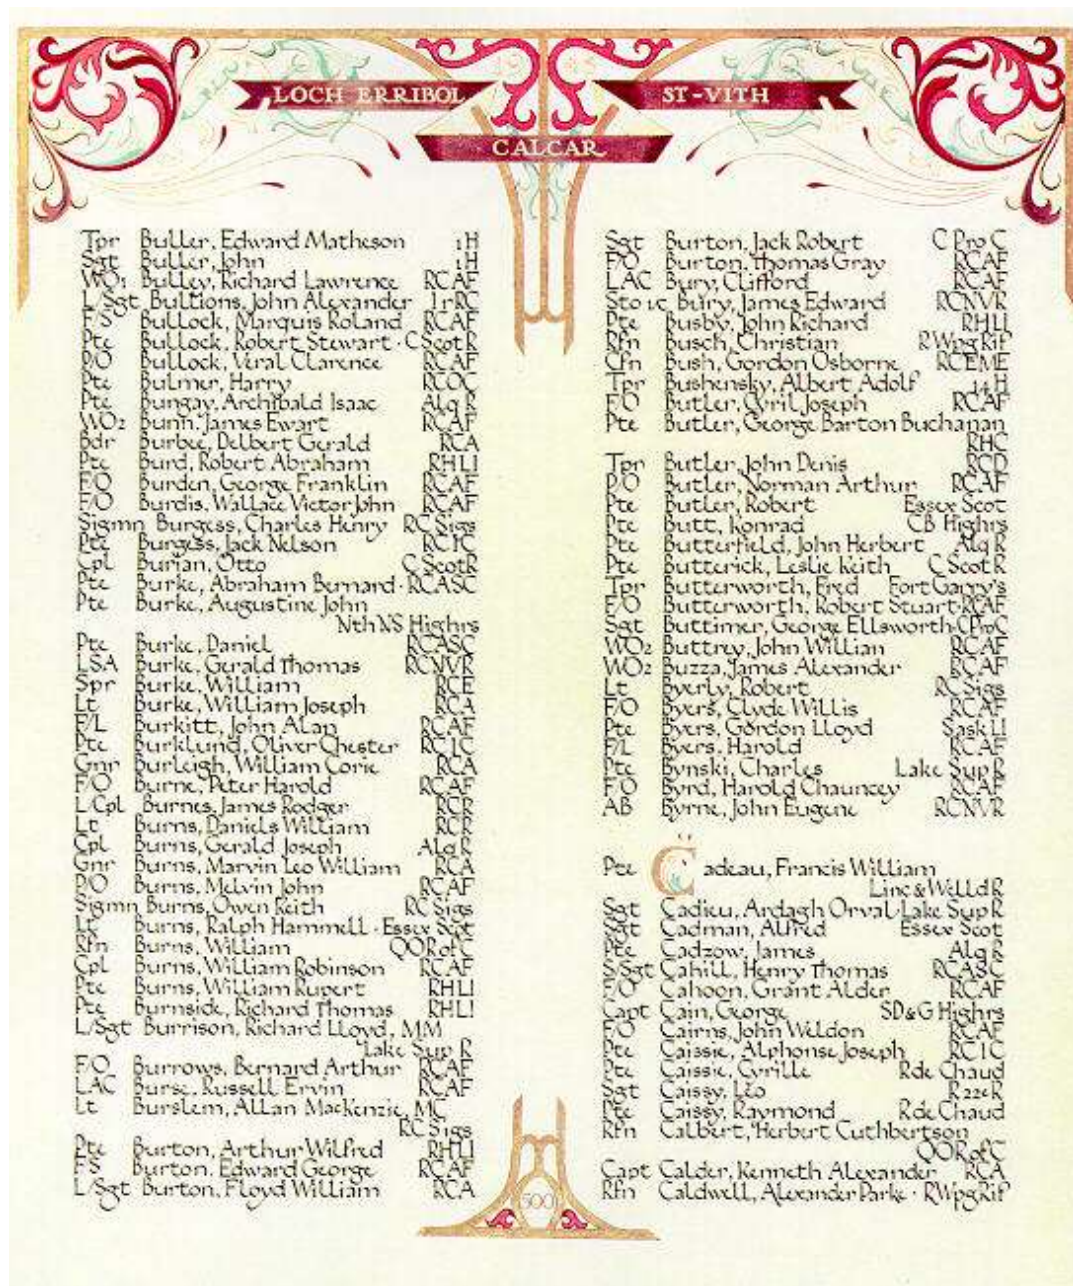 LOCH ERRIBOL
ST-VITH
CALCAR
Tpr Buller, Edward Matheson 1H
Sgt Buller, John 1H
WO1 Bulley, Richard Lawrence RCAF
L/Sgt Bultions, John Alexander IrRC
FS Bullock, Marquis Roland RCAF
Pte Bullock, Robert Stewart · C Scot R
P/O Bullock, Veral Clarence RCAF
Pte Bulmer, Harry RCOC
Pte Bungay, Archibald Isaac Alq R
WO2 Bunn, James Ewart RCAF
Bdr Burbee, Delbert Gerald RCA
Pte Burd, Robert Abraham RHLI
F/O Burden, George Franklin RCAF
F/O Burdis, Wallace Victor John RCAF
Sigmn Burgess, Charles Henry RC Sigs
Pte Burgess, Jack Nelson RCIC
Cpl Burian, Otto C Scot R
Pte Burke, Abraham Bernard · RCASC
Pte Burke, Augustine John
Nth NS Highrs
Pte Burke, Daniel RCASC
LSA Burke, Gerald Thomas RCNVR
Spr Burke, William RCE
Lt Burke, William Joseph RCA
F/L Burkitt, John Alan RCAF
Pte Burklund, Oliver Chester RCIC
Gnr Burleigh, William Corie RCA
F/O Burne, Peter Harold RCAF
L/Cpl Burnes, James Rodger RCR
Lt Burns, Daniels William RCR
Cpl Burns, Gerald Joseph Alq R
Gnr Burns, Marvin Leo William RCA
P/O Burns, Melvin John RCAF
Sigmn Burns, Owen Keith RC Sigs
Lt Burns, Ralph Hammell · Essex Scot
Rfn Burns, William QOR of C
Cpl Burns, William Robinson RCAF
Pte Burns, William Rupert RHLI
Pte Burnside, Richard Thomas RHLI
L/Sgt Burrison, Richard Lloyd, MM
Lake Sup R
F/O Burrows, Bernard Arthur RCAF
LAC Burse, Russell Ervin RCAF
Lt Burslem, Allan MacKenzie, MC
RC Sigs
Pte Burton, Arthur Wilfred RHLI
FS Burton, Edward George RCAF
L/Sgt Burton, Floyd William RCA
Sgt Burton, Jack Robert C Pro C
F/O Burton, Thomas Gray RCAF
LAC Bury, Clifford RCAF
Sto 1c Bury, James Edward RCNVR
Pte Busby, John Richard RHLI
Rfn Busch, Christian RWpg Rif
Cfn Bush, Gordon Osborne RCEME
Tpr Bushensky, Albert Adolf 14H
F/O Butler, Cyril Joseph RCAF
Pte Butler, George Barton Buchanan
RHC
Tpr Butler, John Denis RCD
P/O Butler, Norman Arthur RCAF
Pte Butler, Robert Essex Scot
Pte Butt, Konrad CB Highrs
Pte Butterfield, John Herbert Alq R
Pte Butterick, Leslie Keith C Scot R
Tpr Butterworth, Fred Fort Garry's
F/O Butterworth, Robert Stuart · RCAF
Sgt Buttimer, George Ellsworth · C Pro C
WO2 Buttrey, John Willian RCAF
WO2 Buzza, James Alexander RCAF
Lt Byerly, Robert RC Sigs
F/O Byers, Clyde Willis RCAF
Pte Byers, Gordon Lloyd Sask LI
F/L Byers, Harold RCAF
Pte Bynski, Charles Lake Sup R
F/O Byrd, Harold Chauncey RCAF
AB Byrne, John Eugene RCNVR
Pte Cadeau, Francis William
Linc & Welld R
Sgt Cadieu, Ardagh Orval · Lake Sup R
Sgt Cadman, Alfred Essex Scot
Pte Cadzow, James Alq R
S/Sgt Cahill, Henry Thomas RCASC
F/O Cahoon, Grant Alder RCAF
Capt Cain, George SD&G Highrs
F/O Cairns, John Weldon RCAF
Pte Caissie, Alphonse Joseph RCIC
Pte Caissie, Cyrille R de Chaud
Sgt Caissy, Léo R22eR
Pte Caissy, Raymond R de Chaud
Rfn Calbert, Herbert Cuthbertson
QOR of C
Capt Calder, Kenneth Alexander RCA
Rfn Caldwell, Alexander Parke · RWpg Rif
500